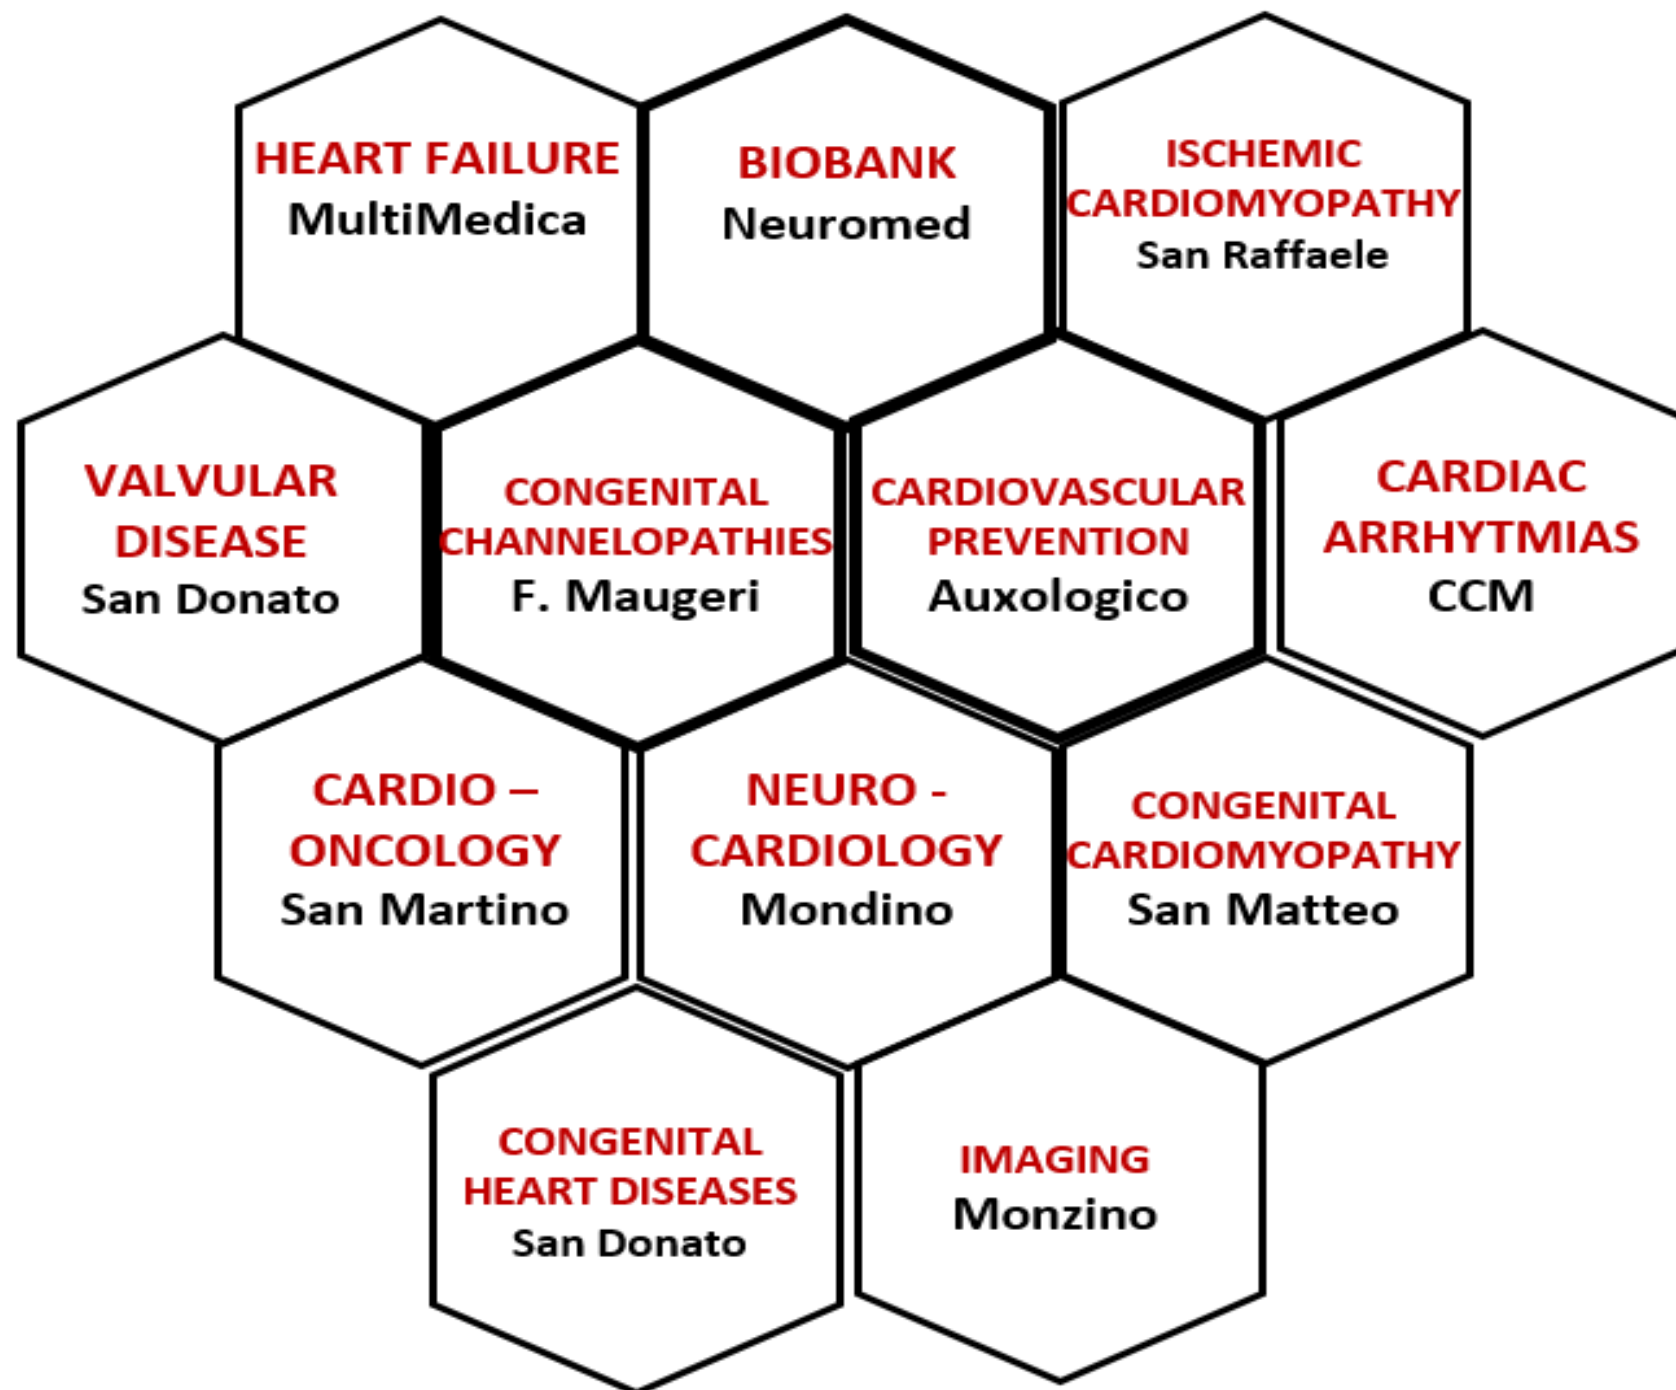 HEART FAILURE
MultiMedica
BIOBANK
Neuromed
ISCHEMIC
CARDIOMYOPATHY
San Raffaele
VALVULAR
DISEASE
San Donato
CONGENITAL
CHANNELOPATHIES
F. Maugeri
CARDIOVASCULAR
PREVENTION
Auxologico
CARDIAC
ARRHYTMIAS
CCM
CARDIO –
ONCOLOGY
San Martino
NEURO -
CARDIOLOGY
Mondino
CONGENITAL
CARDIOMYOPATHY
San Matteo
CONGENITAL
HEART DISEASES
San Donato
IMAGING
Monzino